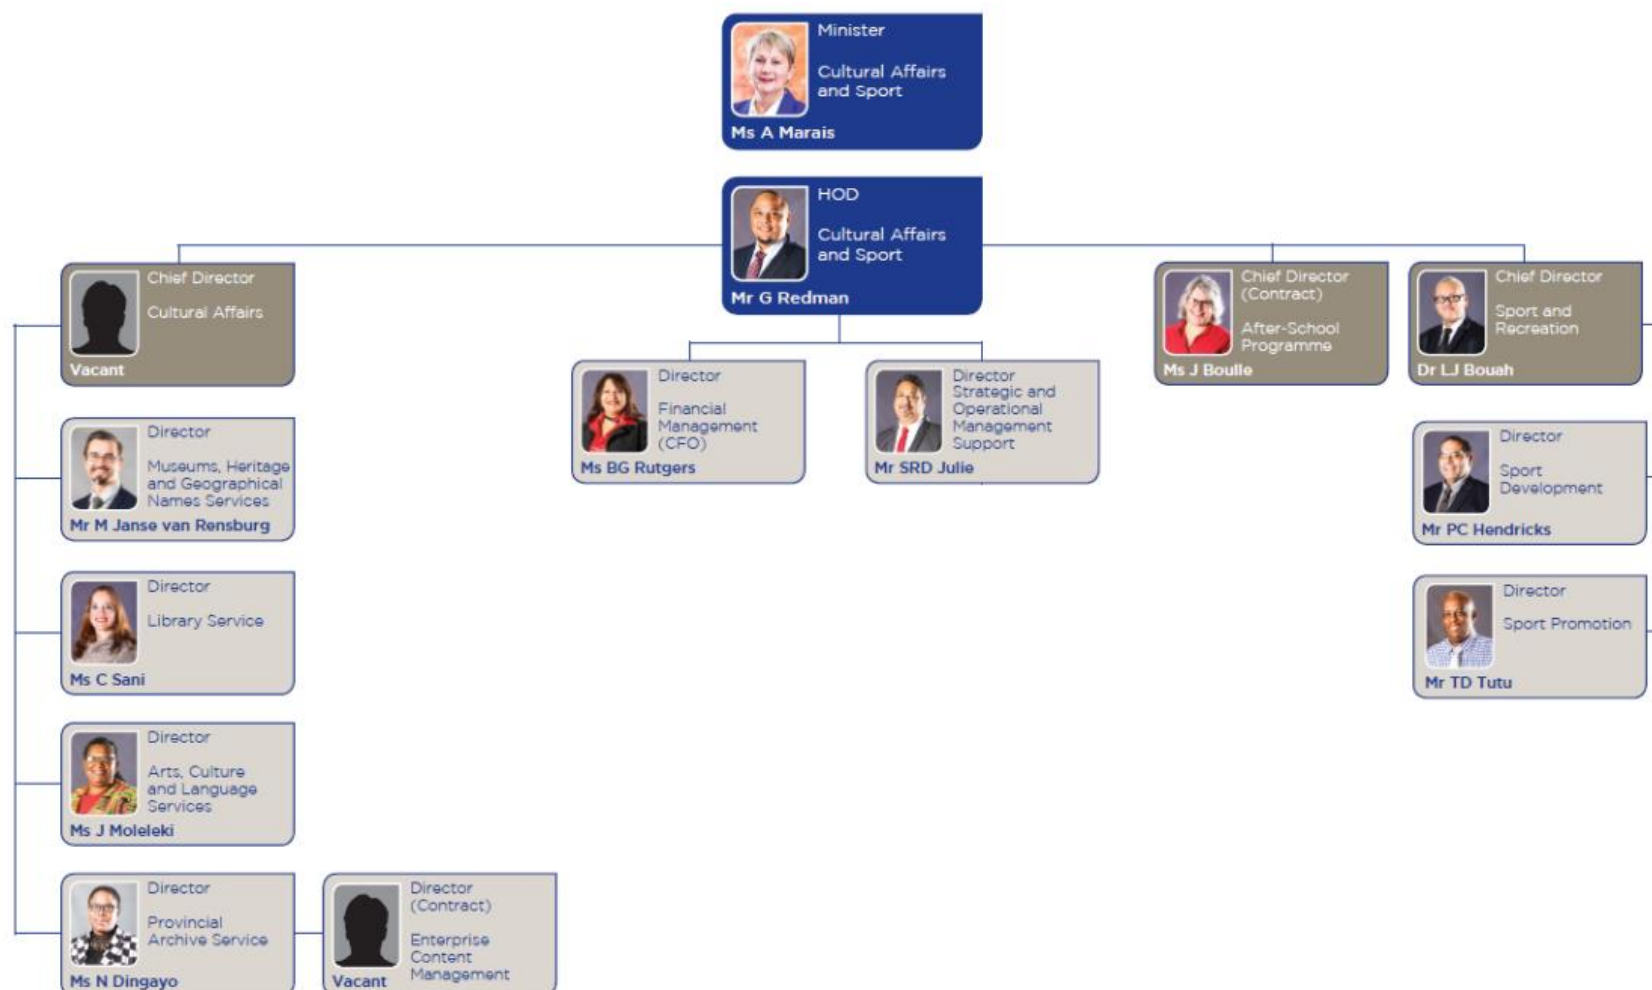 Minister
Cultural Affairs
and Sport
Ms A Marais
HOD
Cultural Affairs
and Sport
Mr G Redman
Chief Director
Cultural Affairs
Vacant
Director
Museums, Heritage
and Geographical
Names Services
Mr M Janse van Rensburg
Director
Library Service
Ms C Sani
Director
Arts, Culture
and Language
Services
Ms J Moleleki
Director
Provincial
Archive Service
Ms N Dingayo
Director
(Contract)
Enterprise
Content
Management
Vacant
Director
Financial
Management
(CFO)
Ms BG Rutgers
Director
Strategic and
Operational
Management
Support
Mr SRD Julie
Chief Director
(Contract)
After-School
Programme
Ms J Boulle
Chief Director
Sport and
Recreation
Dr LJ Bouah
Director
Sport
Development
Mr PC Hendricks
Director
Sport Promotion
Mr TD Tutu